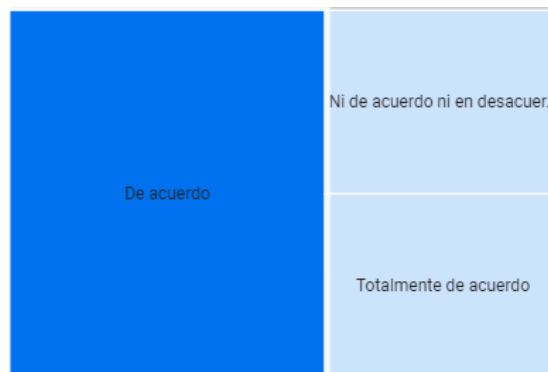 Ni de acuerdo ni en desacuer.
De acuerdo
Totalmente de acuerdo